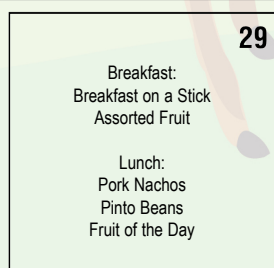 29
Breakfast:
Breakfast on a Stick
Assorted Fruit
Lunch:
Pork Nachos
Pinto Beans
Fruit of the Day